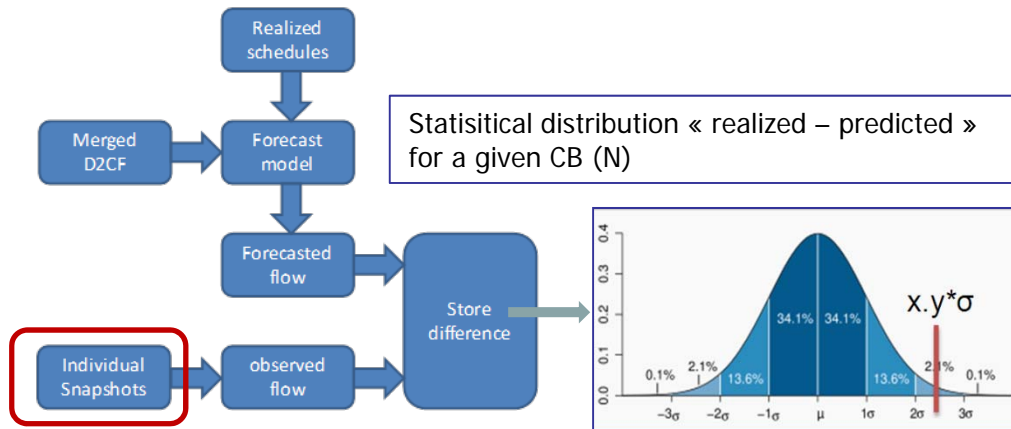 Realized
schedules
Merged
D2CF
Forecast
model
Statisitical distribution « realized – predicted »
for a given CB (N)
Forecasted
flow
Store
difference
Individual
Snapshots
observed
flow
0.4
0.3
0.2
0.1
0.0
x.y*σ
34.1% 34.1%
0.1% 2.1% 13.6% 13.6% 2.1% 0.1%
−3σ −2σ −1σ μ 1σ 2σ 3σ